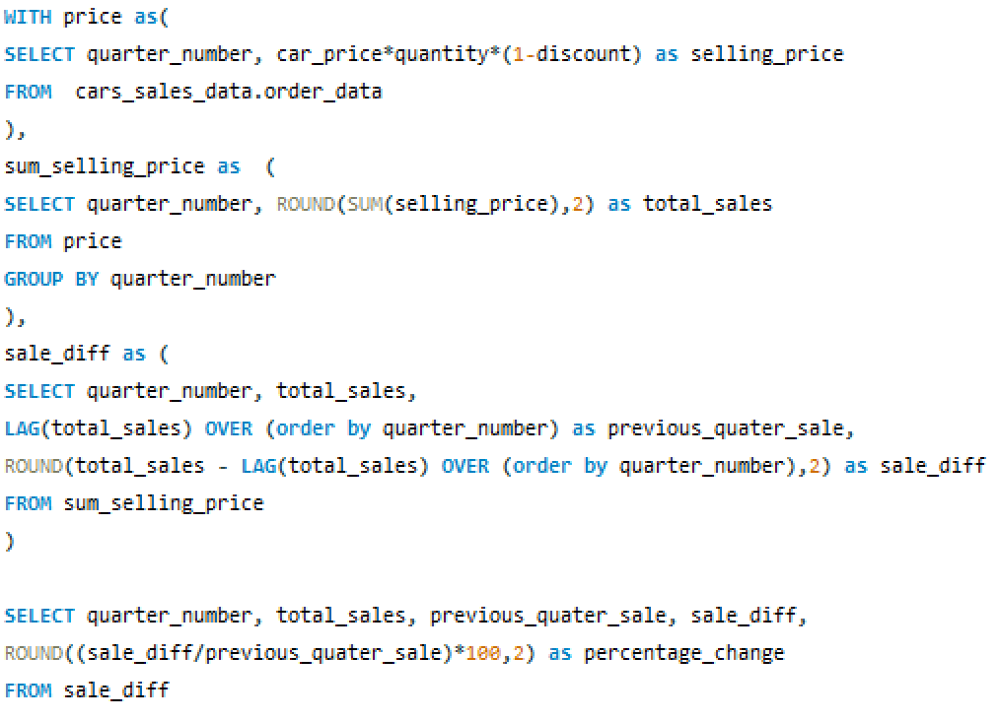 WITH price as(
SELECT quarter_number, car_price*quantity*(1-discount) as selling_price
FROM  cars_sales_data.order_data
),
sum_selling_price as  (
SELECT quarter_number, ROUND(SUM(selling_price),2) as total_sales
FROM price
GROUP BY quarter_number
),
sale_diff as (
SELECT quarter_number, total_sales,
LAG(total_sales) OVER (order by quarter_number) as previous_quater_sale,
ROUND(total_sales - LAG(total_sales) OVER (order by quarter_number),2) as sale_diff
FROM sum_selling_price
)
SELECT quarter_number, total_sales, previous_quater_sale, sale_diff,
ROUND((sale_diff/previous_quater_sale)*100,2) as percentage_change
FROM sale_diff